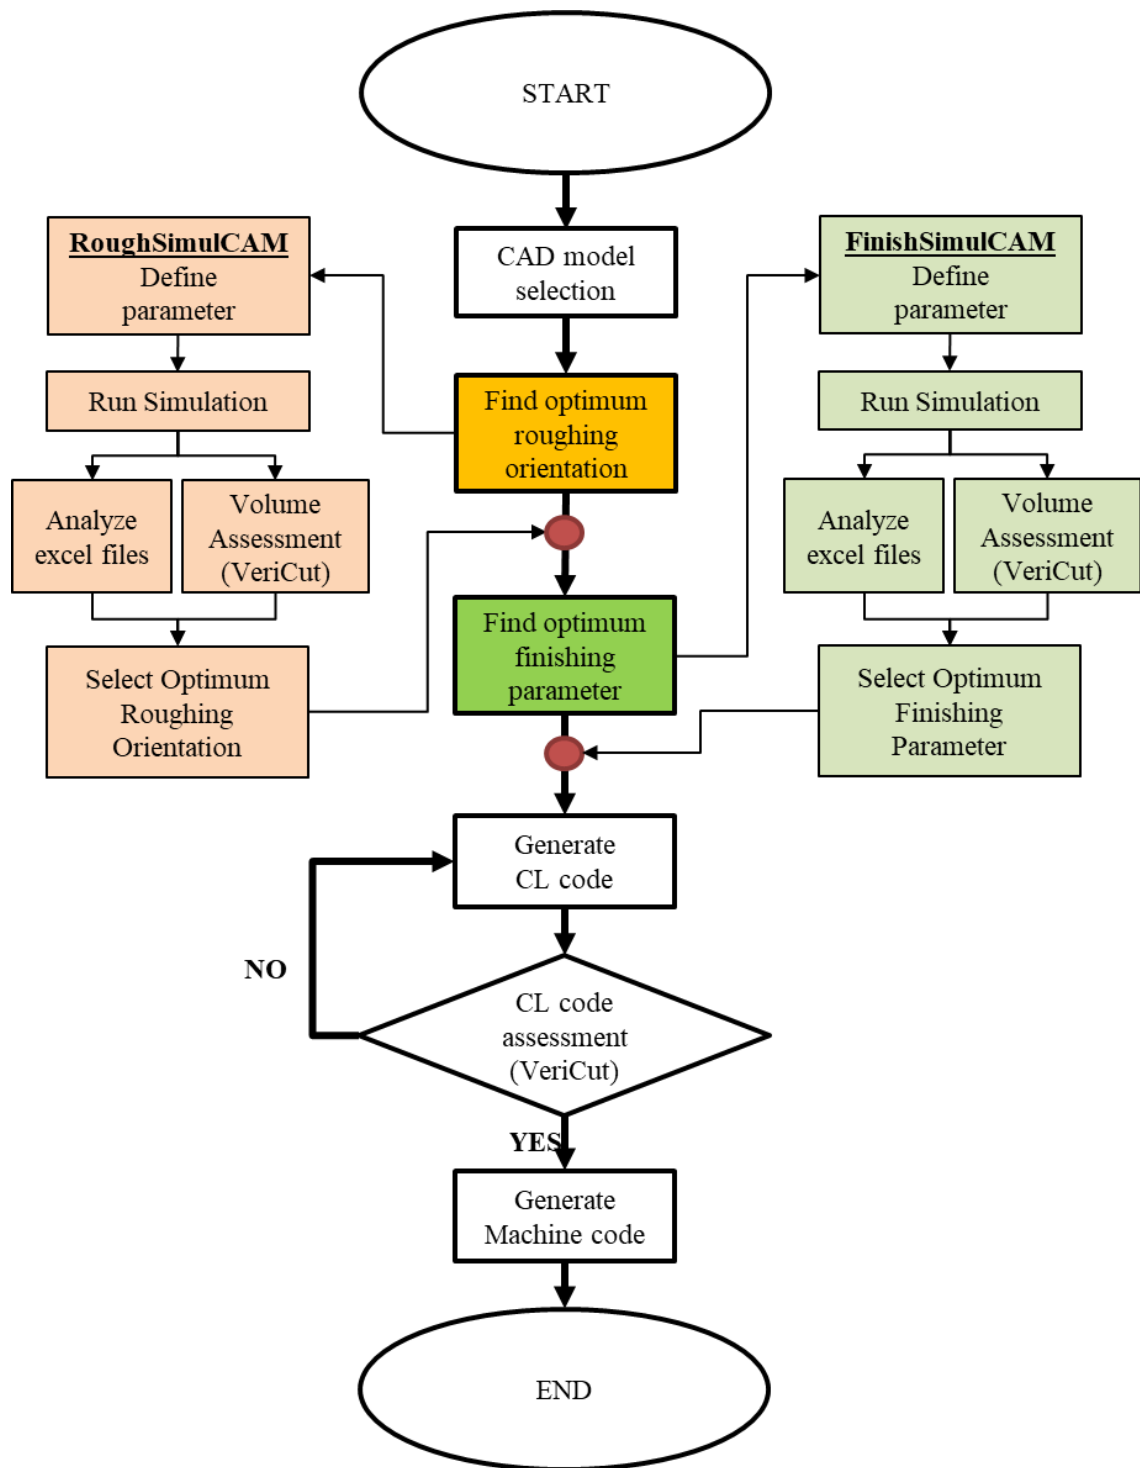 START
CAD model
selection
RoughSimulCAM
Define
parameter
Run Simulation
Analyze
excel files
Volume
Assessment
(VeriCut)
Select Optimum
Roughing
Orientation
Find optimum
roughing
orientation
Find optimum
finishing
parameter
FinishSimulCAM
Define
parameter
Run Simulation
Analyze
excel files
Volume
Assessment
(VeriCut)
Select Optimum
Finishing
Parameter
Generate
CL code
NO
CL code
assessment
(VeriCut)
YES
Generate
Machine code
END